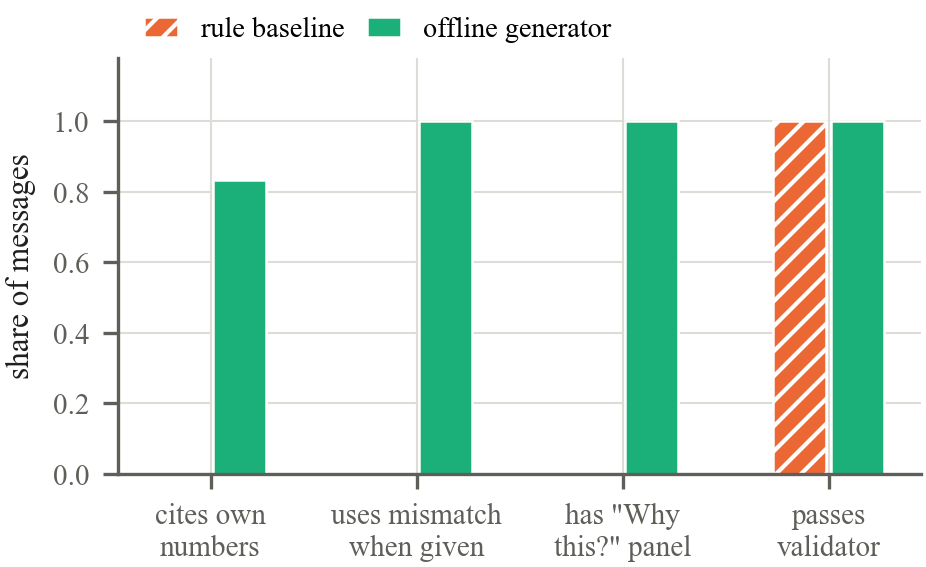 rule baseline offline generator
share of messages
1.0
0.8
0.6
0.4
0.2
0.0
cites own numbers
uses mismatch when given
has "Why this?" panel
passes validator